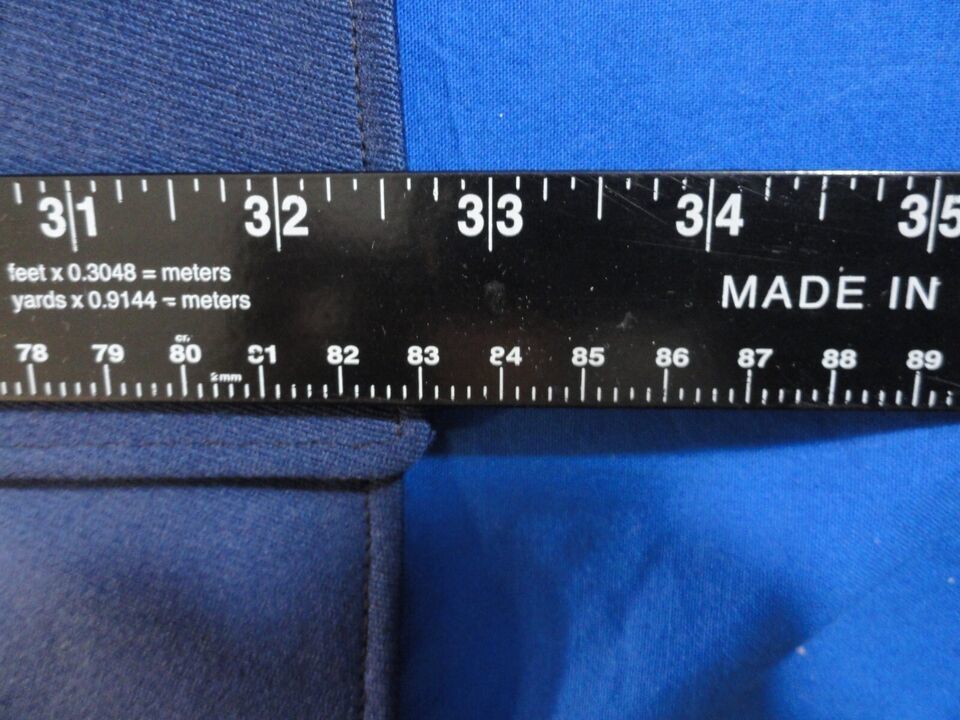 31 32 33 34 35
feet x 0.3048 = meters
yards x 0.9144 = meters
MADE IN
78 79 80 81 82 83 84 85 86 87 88 89
2mm